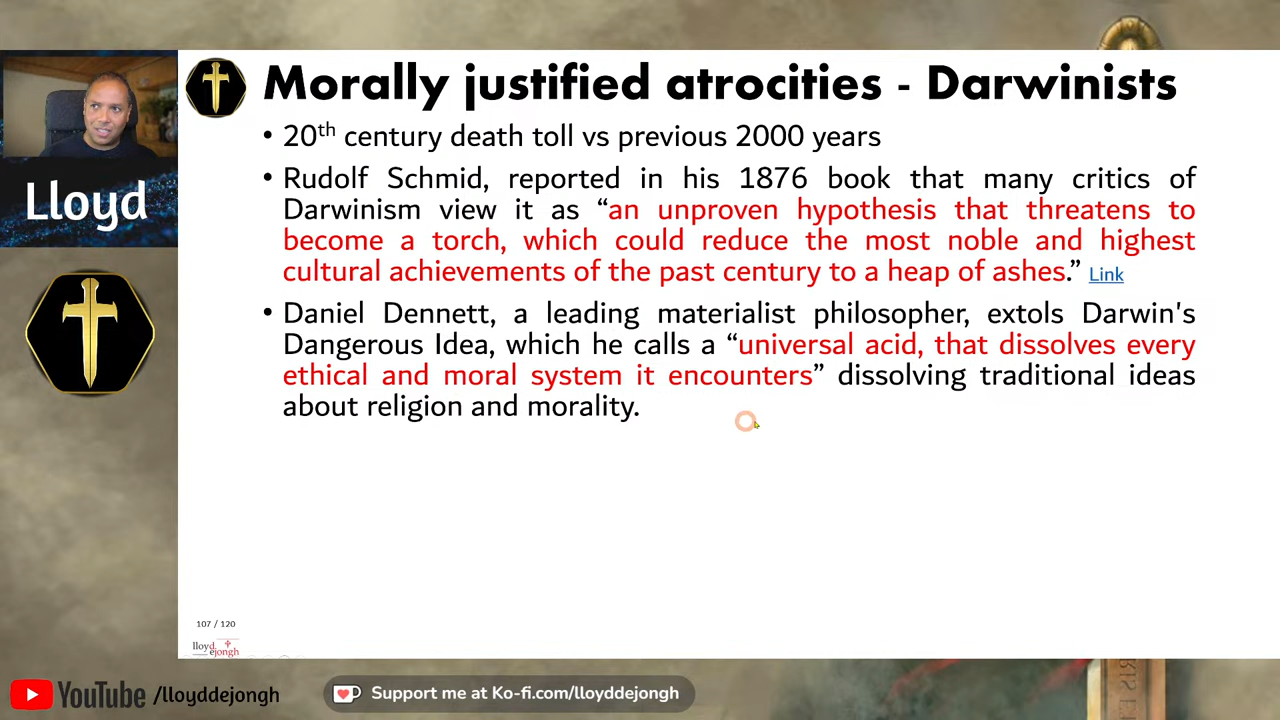 Morally justified atrocities - Darwinists
• 20th century death toll vs previous 2000 years
• Rudolf Schmid, reported in his 1876 book that many critics of
Darwinism view it as “an unproven hypothesis that threatens to
become a torch, which could reduce the most noble and highest
cultural achievements of the past century to a heap of ashes.” Link
• Daniel Dennett, a leading materialist philosopher, extols Darwin's
Dangerous Idea, which he calls a “universal acid, that dissolves every
ethical and moral system it encounters” dissolving traditional ideas
about religion and morality.
Lloyd
107 / 120
lloyd
ejongh
YouTube /lloyddejongh
Support me at Ko-fi.com/lloyddejongh